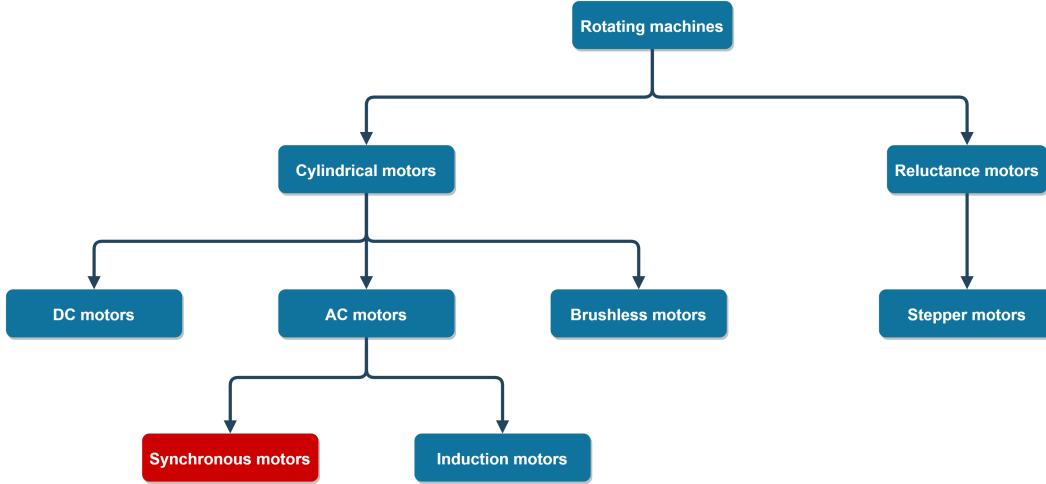 Rotating machines
Cylindrical motors
Reluctance motors
DC motors
AC motors
Brushless motors
Stepper motors
Synchronous motors
Induction motors